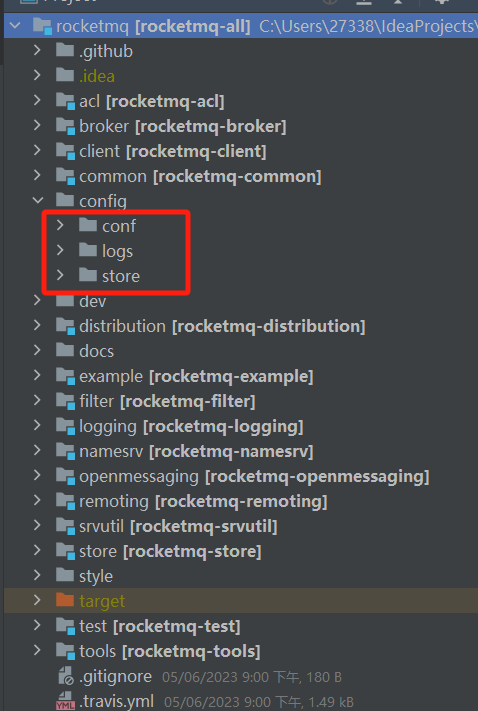 rocketmq [rocketmq-all] C:\Users\27338\IdeaProjects\
.github
.idea
acl [rocketmq-acl]
broker [rocketmq-broker]
client [rocketmq-client]
common [rocketmq-common]
config
conf
logs
store
dev
distribution [rocketmq-distribution]
docs
example [rocketmq-example]
filter [rocketmq-filter]
logging [rocketmq-logging]
namesrv [rocketmq-namesrv]
openmessaging [rocketmq-openmessaging]
remoting [rocketmq-remoting]
srvutil [rocketmq-srvutil]
store [rocketmq-store]
style
target
test [rocketmq-test]
tools [rocketmq-tools]
.gitignore 05/06/2023 9:00 下午, 180 B
YML .travis.yml 05/06/2023 9:00 下午, 1.49 kB